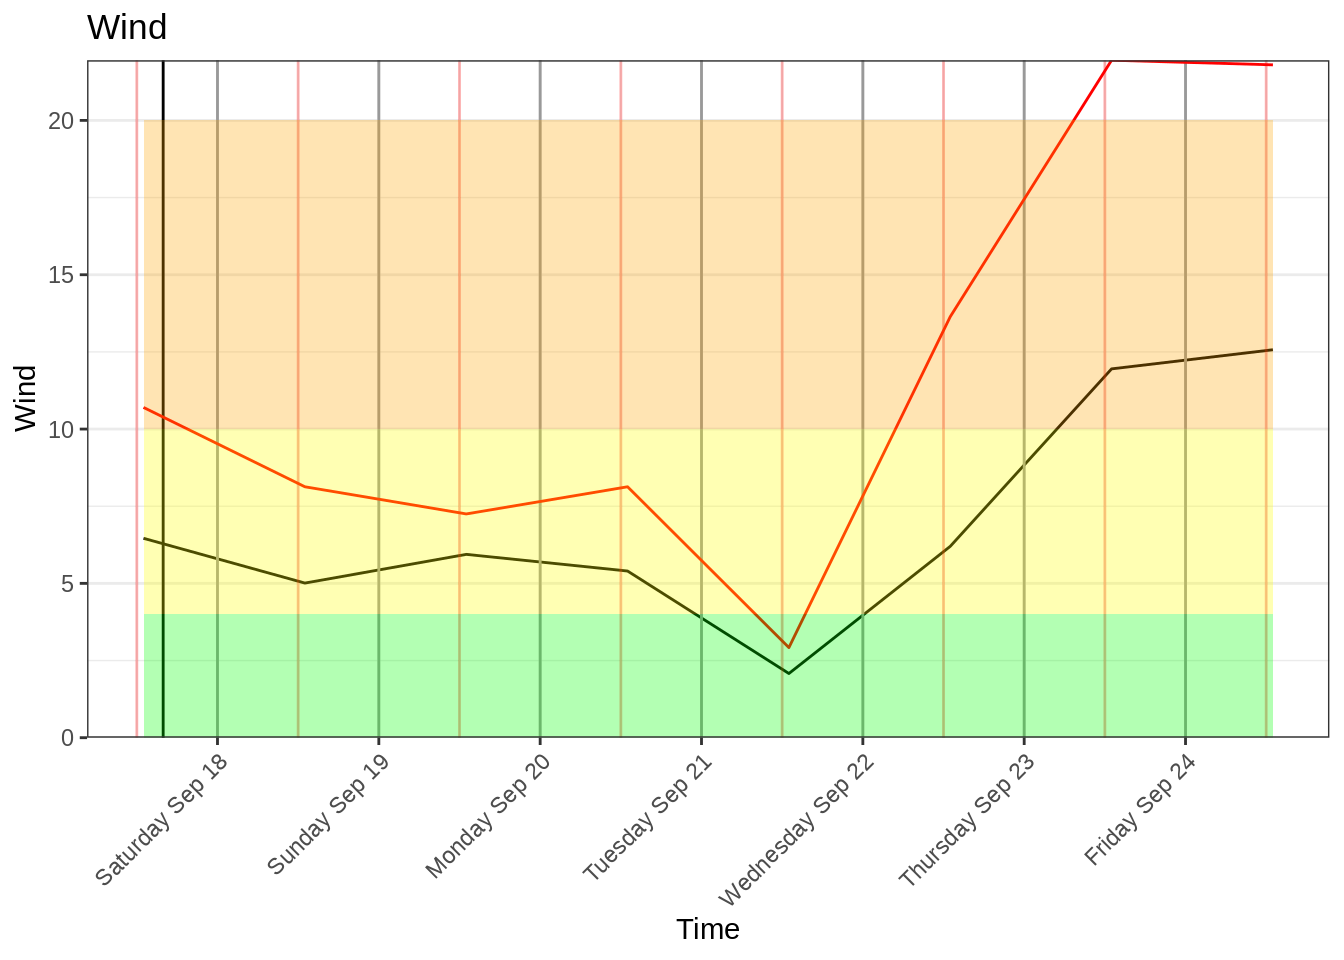 Wind
20
15
10
5
0
Wind
Saturday Sep 18
Sunday Sep 19
Monday Sep 20
Tuesday Sep 21
Wednesday Sep 22
Thursday Sep 23
Friday Sep 24
Time